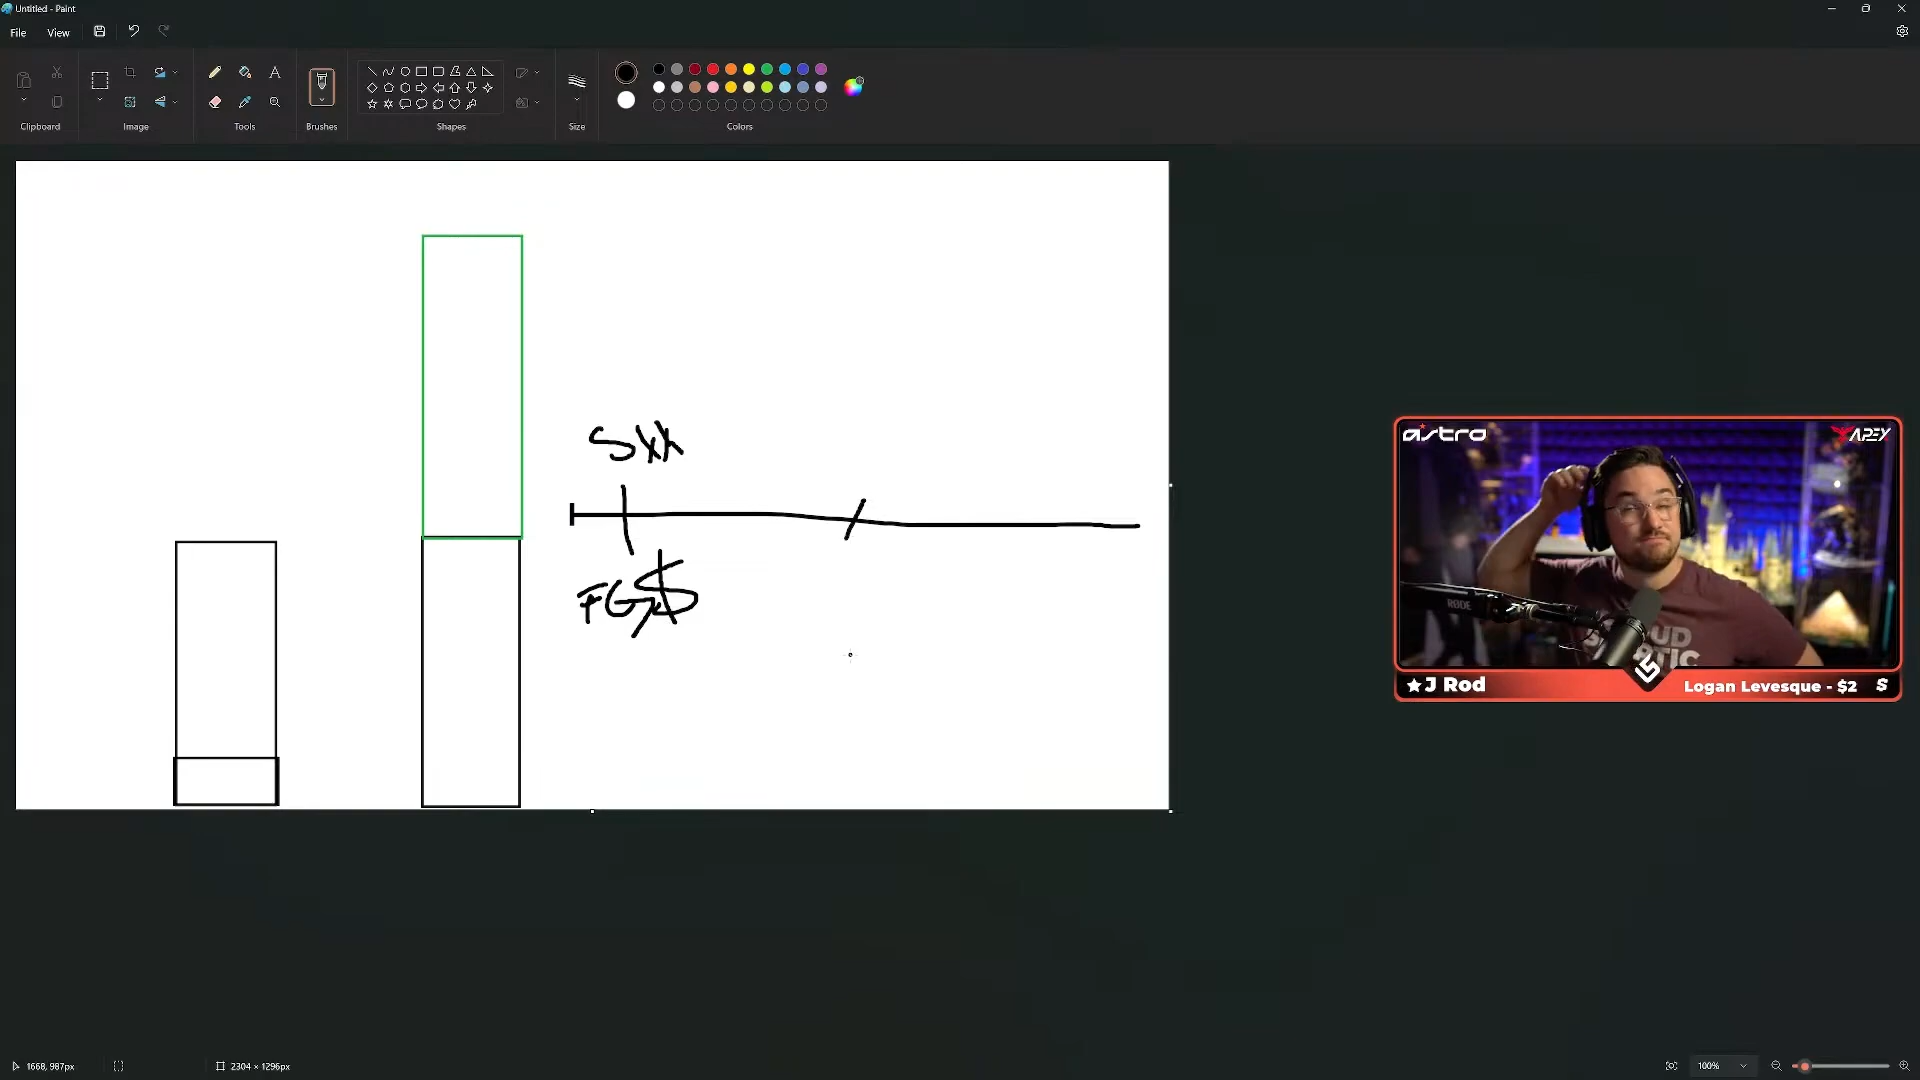 Untitled - Paint
File View
Clipboard Image Tools Brushes Shapes Size Colors
FG$
astro APEX
RØDE
J Rod Logan Levesque - $2 S
1668, 987px 2304 × 1296px 100%